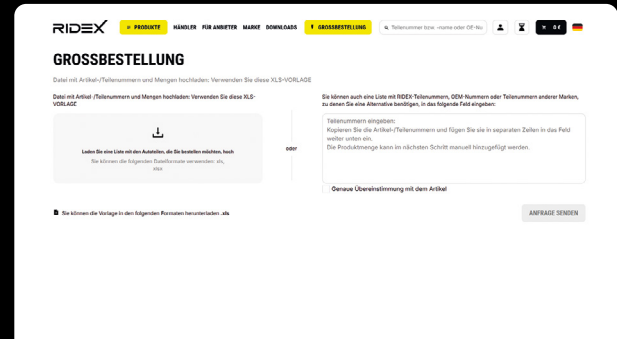 RIDEX
PRODUKTE HÄNDLER FÜR ANBIETER MARKE DOWNLOADS GROSSBESTELLUNG Teilenummer bzw. -name oder OE-Nu 0 €
GROSSBESTELLUNG
Datei mit Artikel-/Teilenummern und Mengen hochladen: Verwenden Sie diese XLS-VORLAGE
Datei mit Artikel-/Teilenummern und Mengen hochladen: Verwenden Sie diese XLS-
VORLAGE
Laden Sie eine Liste mit den Autoteilen, die Sie bestellen möchten, hoch
Sie können die folgenden Dateiformate verwenden: xls,
xlsx
oder
Sie können auch eine Liste mit RIDEX-Teilenummern, OEM-Nummern oder Teilenummern anderer Marken,
zu denen Sie eine Alternative benötigen, in das folgende Feld eingeben:
Teilenummern eingeben:
Kopieren Sie die Artikel-/Teilenummern und fügen Sie sie in separaten Zeilen in das Feld
weiter unten ein.
Die Produktmenge kann im nächsten Schritt manuell hinzugefügt werden.
Genaue Übereinstimmung mit dem Artikel
Sie können die Vorlage in den folgenden Formaten herunterladen .xls
ANFRAGE SENDEN